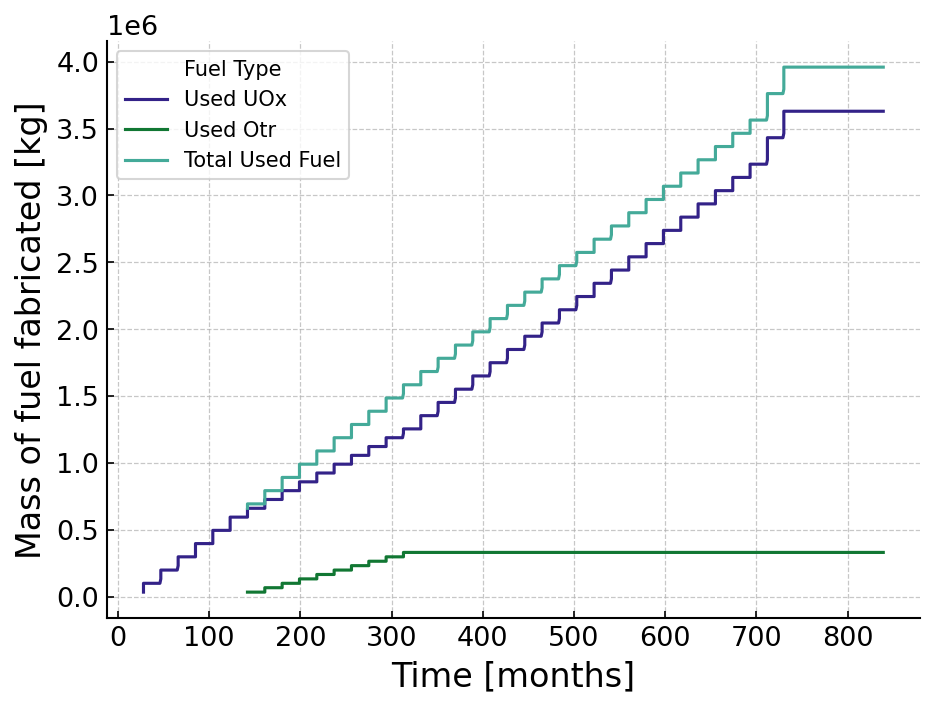 1e6
4.0
3.5
3.0
2.5
2.0
1.5
1.0
0.5
0.0
Mass of fuel fabricated [kg]
Fuel Type
Used UOx
Used Otr
Total Used Fuel
0 100 200 300 400 500 600 700 800
Time [months]